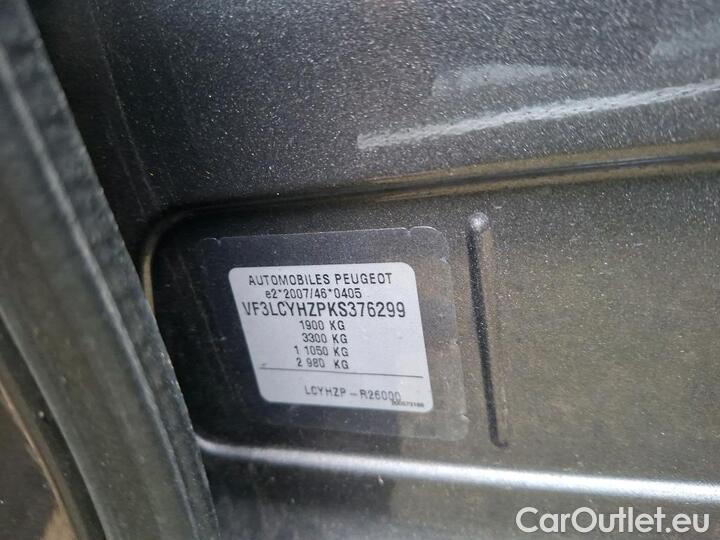 AUTOMOBILES PEUGEOT
e2*2007/46*0405
VF3LCYHZPKS376299
1900 KG
3300 KG
1 1050 KG
2 980 KG
LCYHZP - R26000
CarOutlet.eu